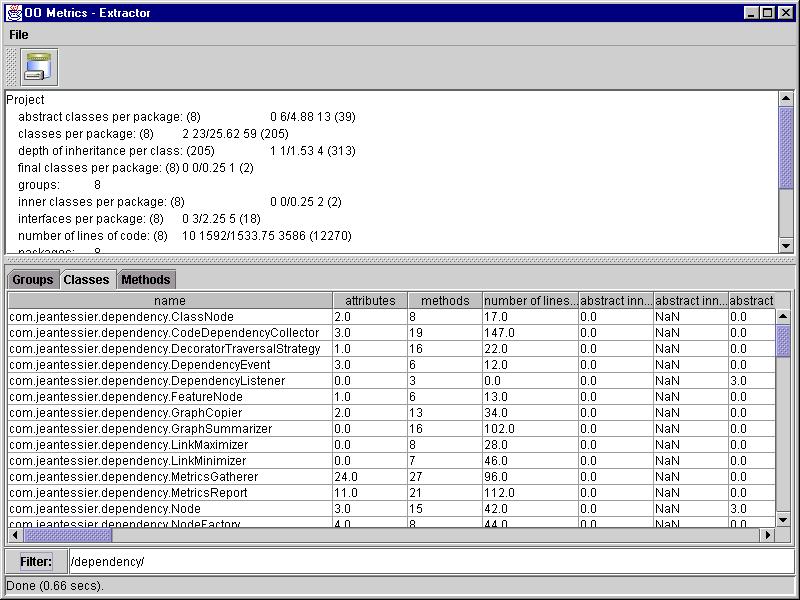 OO Metrics - Extractor
File
Project
abstract classes per package: (8) 0 6/4.88 13 (39)
classes per package: (8) 2 23/25.62 59 (205)
depth of inheritance per class: (205) 1 1/1.53 4 (313)
final classes per package: (8) 0 0/0.25 1 (2)
groups: 8
inner classes per package: (8) 0 0/0.25 2 (2)
interfaces per package: (8) 0 3/2.25 5 (18)
number of lines of code: (8) 10 1592/1533.75 3586 (12270)
packages: 8
Groups Classes Methods
name attributes methods number of lines... abstract inn... abstract inn... abstract
com.jeantessier.dependency.ClassNode 2.0 8 17.0 0.0 NaN 0.0
com.jeantessier.dependency.CodeDependencyCollector 3.0 19 147.0 0.0 NaN 0.0
com.jeantessier.dependency.DecoratorTraversalStrategy 1.0 16 22.0 0.0 NaN 0.0
com.jeantessier.dependency.DependencyEvent 3.0 6 12.0 0.0 NaN 0.0
com.jeantessier.dependency.DependencyListener 0.0 3 0.0 0.0 NaN 3.0
com.jeantessier.dependency.FeatureNode 1.0 6 13.0 0.0 NaN 0.0
com.jeantessier.dependency.GraphCopier 2.0 13 34.0 0.0 NaN 0.0
com.jeantessier.dependency.GraphSummarizer 0.0 16 102.0 0.0 NaN 0.0
com.jeantessier.dependency.LinkMaximizer 0.0 8 28.0 0.0 NaN 0.0
com.jeantessier.dependency.LinkMinimizer 0.0 7 46.0 0.0 NaN 0.0
com.jeantessier.dependency.MetricsGatherer 24.0 27 96.0 0.0 NaN 0.0
com.jeantessier.dependency.MetricsReport 11.0 21 112.0 0.0 NaN 0.0
com.jeantessier.dependency.Node 3.0 15 42.0 0.0 NaN 3.0
com.jeantessier.dependency.NodeFactory 4.0 8 44.0 0.0 NaN 0.0
Filter: /dependency/
Done (0.66 secs).